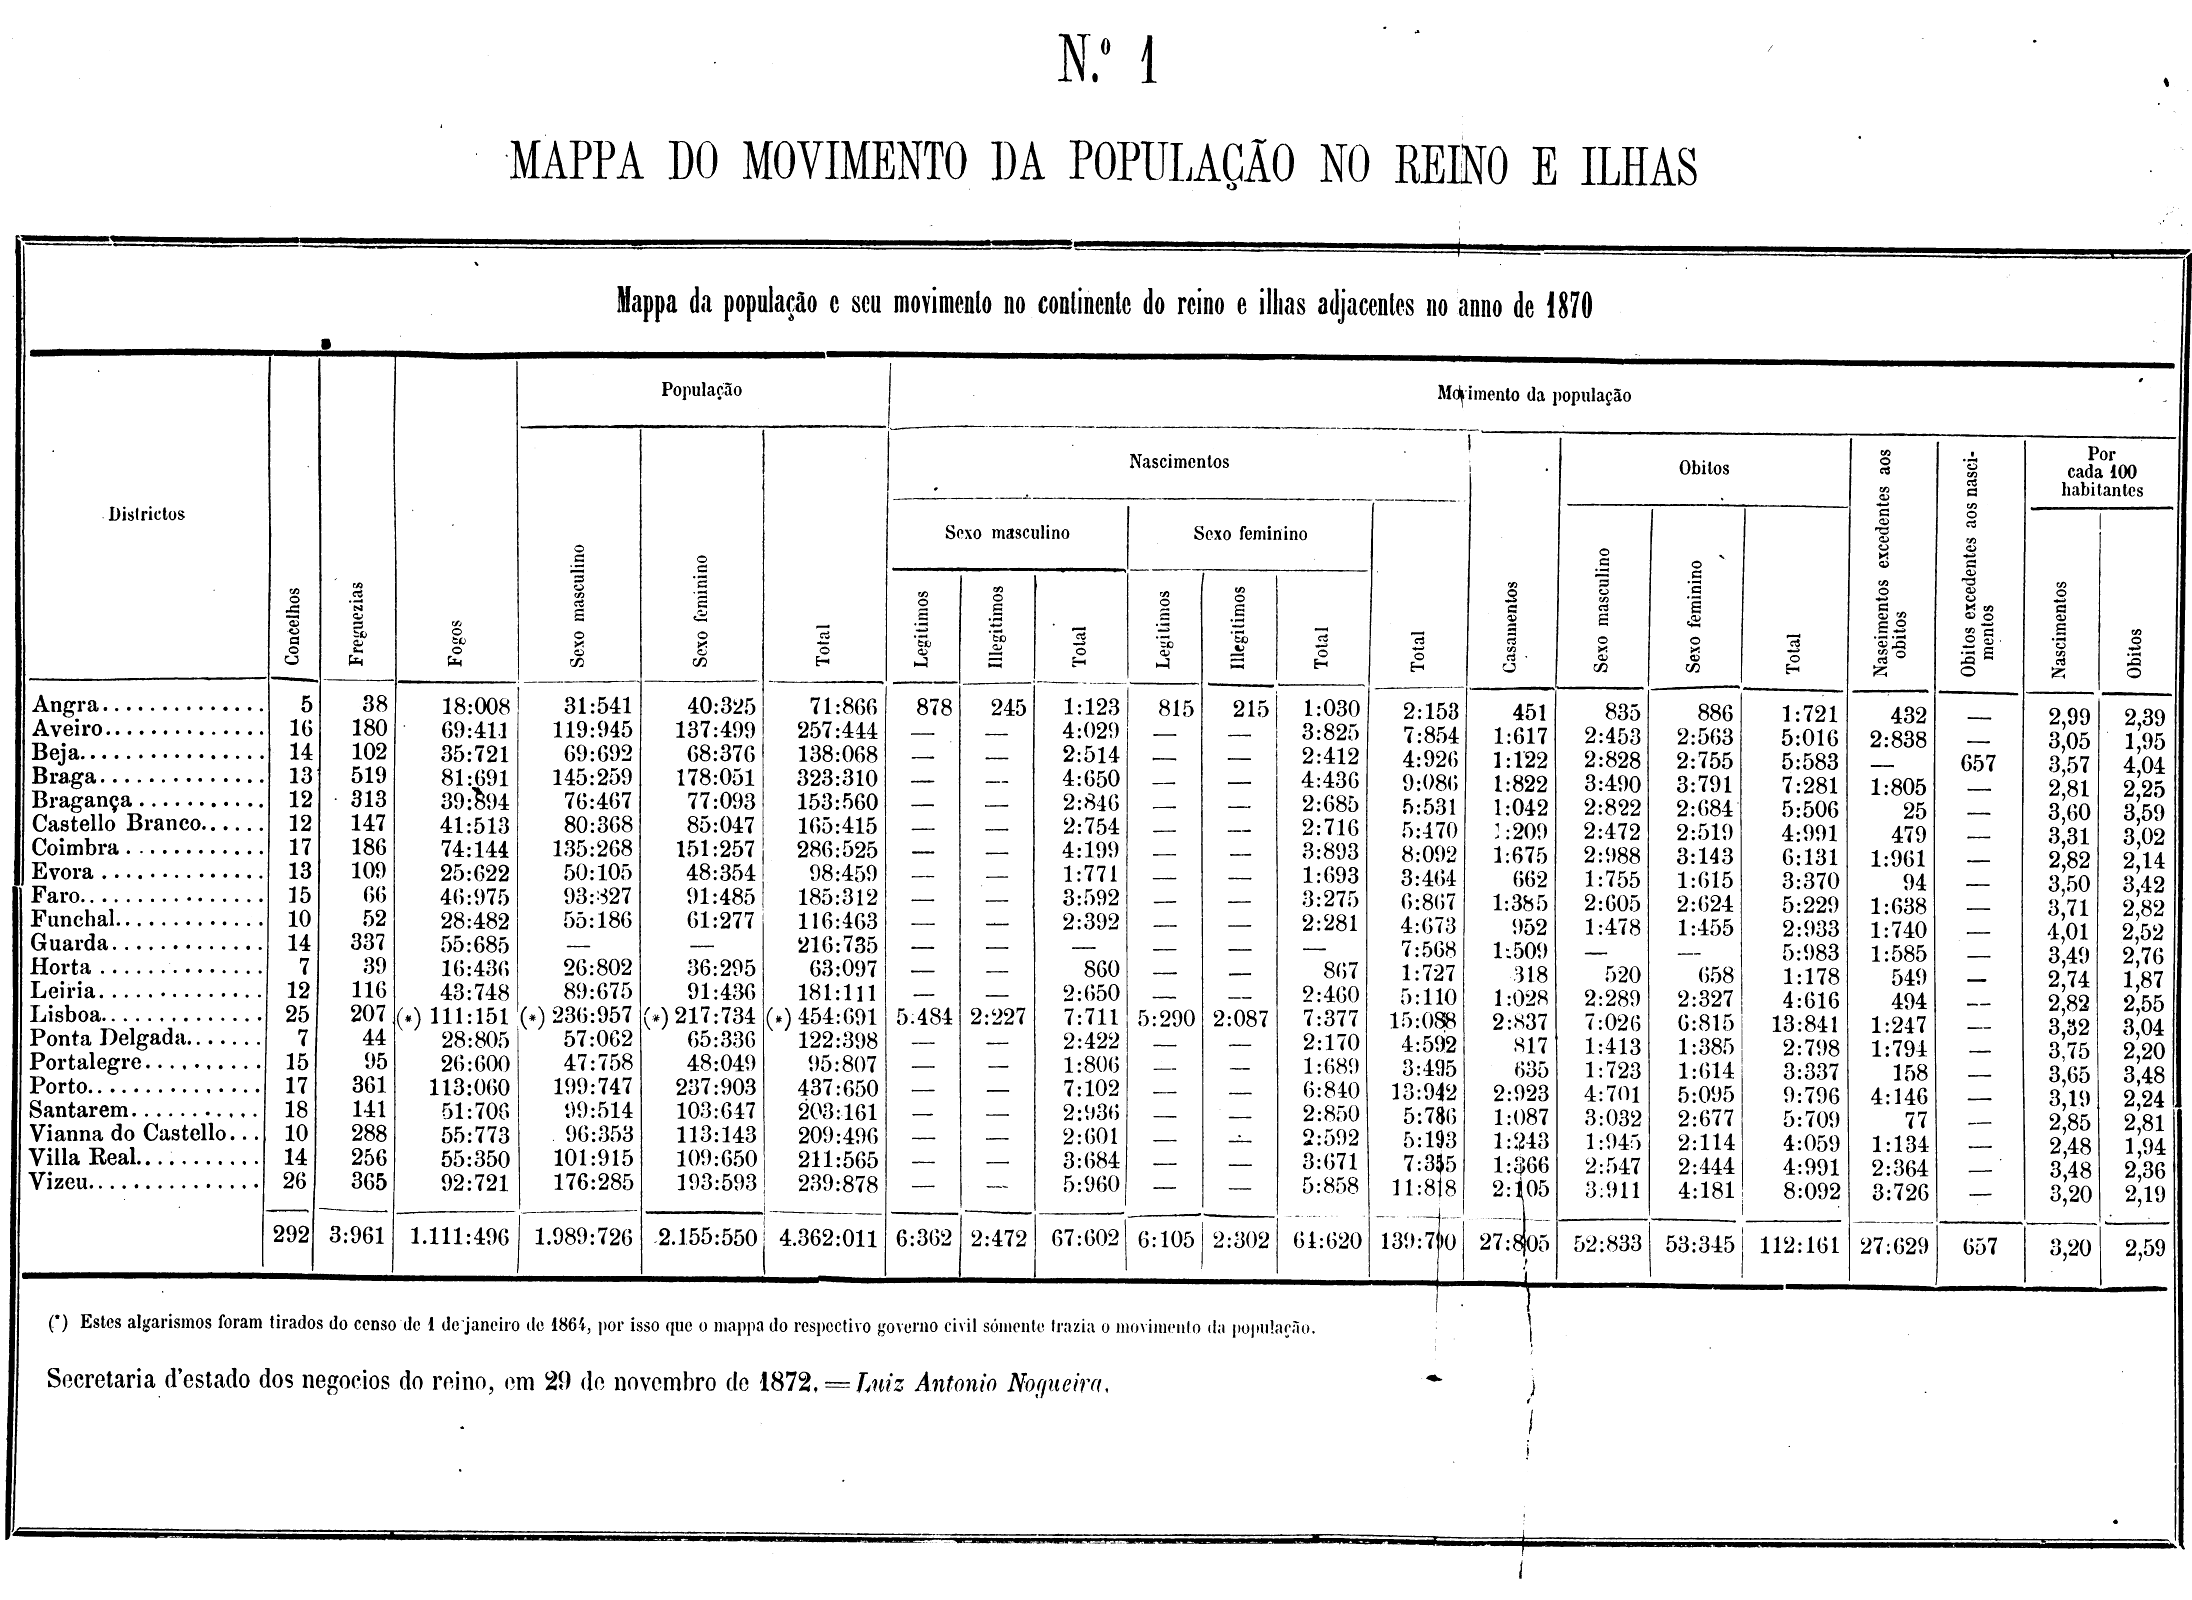 N.º 1
MAPPA DO MOVIMENTO DA POPULAÇÃO NO REINO E ILHAS
Mappa da população e seu movimento no continente do reino e ilhas adjacentes no anno de 1870
Districtos
Concelhos
Freguezias
Fogos
População
Sexo masculino
Sexo feminino
Total
Movimento da população
Nascimentos
Sexo masculino
Legitimos
Illegitimos
Total
Sexo feminino
Legitimos
Illegitimos
Total
Total
Casamentos
Obitos
Sexo masculino
Sexo feminino
Total
Nascimentos excedentes aos
obitos
Obitos excedentes aos nasci-
mentos
Por
cada 100
habitantes
Nascimentos
Obitos
Angra.............. 5 38 18:008 31:541 40:325 71:866 878 245 1:123 815 215 1:030 2:153 451 835 886 1:721 432 — 2,99 2,39
Aveiro.............. 16 180 69:411 119:945 137:499 257:444 — — 4:029 — — 3:825 7:854 1:617 2:453 2:563 5:016 2:838 — 3,05 1,95
Beja................ 14 102 35:721 69:692 68:376 138:068 — — 2:514 — — 2:412 4:926 1:122 2:828 2:755 5:583 — 657 3,57 4,04
Braga.............. 13 519 81:691 145:259 178:051 323:310 — — 4:650 — — 4:436 9:086 1:822 3:490 3:791 7:281 1:805 — 2,81 2,25
Bragança........... 12 313 39:894 76:467 77:093 153:560 — — 2:846 — — 2:685 5:531 1:042 2:822 2:684 5:506 25 — 3,60 3,59
Castello Branco...... 12 147 41:513 80:368 85:047 165:415 — — 2:754 — — 2:716 5:470 1:209 2:472 2:519 4:991 479 — 3,31 3,02
Coimbra............ 17 186 74:144 135:268 151:257 286:525 — — 4:199 — — 3:893 8:092 1:675 2:988 3:143 6:131 1:961 — 2,82 2,14
Evora.............. 13 109 25:622 50:105 48:354 98:459 — — 1:771 — — 1:693 3:464 662 1:755 1:615 3:370 94 — 3,50 3,42
Faro................ 15 66 46:975 93:827 91:485 185:312 — — 3:592 — — 3:275 6:867 1:385 2:605 2:624 5:229 1:638 — 3,71 2,82
Funchal............. 10 52 28:482 55:186 61:277 116:463 — — 2:392 — — 2:281 4:673 952 1:478 1:455 2:933 1:740 — 4,01 2,52
Guarda.............. 14 337 55:685 — — 216:735 — — — — — — 7:568 1:509 — — 5:983 1:585 — 3,49 2,76
Horta.............. 7 39 16:436 26:802 36:295 63:097 — — 860 — — 867 1:727 318 520 658 1:178 549 — 2,74 1,87
Leiria............... 12 116 43:748 89:675 91:436 181:111 — — 2:650 — — 2:460 5:110 1:028 2:289 2:327 4:616 494 — 2,82 2,55
Lisboa.............. 25 207 (*) 111:151 (*) 236:957 (*) 217:734 (*) 454:691 5:484 2:227 7:711 5:290 2:087 7:377 15:088 2:837 7:026 6:815 13:841 1:247 — 3,32 3,04
Ponta Delgada....... 7 44 28:805 57:062 65:336 122:398 — — 2:422 — — 2:170 4:592 817 1:413 1:385 2:798 1:794 — 3,75 2,20
Portalegre.......... 15 95 26:600 47:758 48:049 95:807 — — 1:806 — — 1:689 3:495 635 1:723 1:614 3:337 158 — 3,65 3,48
Porto............... 17 361 113:060 199:747 237:903 437:650 — — 7:102 — — 6:840 13:942 2:923 4:701 5:095 9:796 4:146 — 3,19 2,24
Santarem........... 18 141 51:706 99:514 103:647 203:161 — — 2:936 — — 2:850 5:786 1:087 3:032 2:677 5:709 77 — 2,85 2,81
Vianna do Castello... 10 288 55:773 96:353 113:143 209:496 — — 2:601 — — 2:592 5:193 1:243 1:945 2:114 4:059 1:134 — 2,48 1,94
Villa Real........... 14 256 55:350 101:915 109:650 211:565 — — 3:684 — — 3:671 7:355 1:366 2:547 2:444 4:991 2:364 — 3,48 2,36
Vizeu............... 26 365 92:721 176:285 193:593 239:878 — — 5:960 — — 5:858 11:818 2:105 3:911 4:181 8:092 3:726 — 3,20 2,19
292 3:961 1.111:496 1.989:726 2.155:550 4.362:011 6:362 2:472 67:602 6:105 2:302 64:620 139:790 27:805 52:833 53:345 112:161 27:629 657 3,20 2,59
(*) Estes algarismos foram tirados do censo de 1 de janeiro de 1864, por isso que o mappa do respectivo governo civil sómente trazia o movimento da população.
Secretaria d'estado dos negocios do reino, em 29 de novembro de 1872. = Luiz Antonio Nogueira.